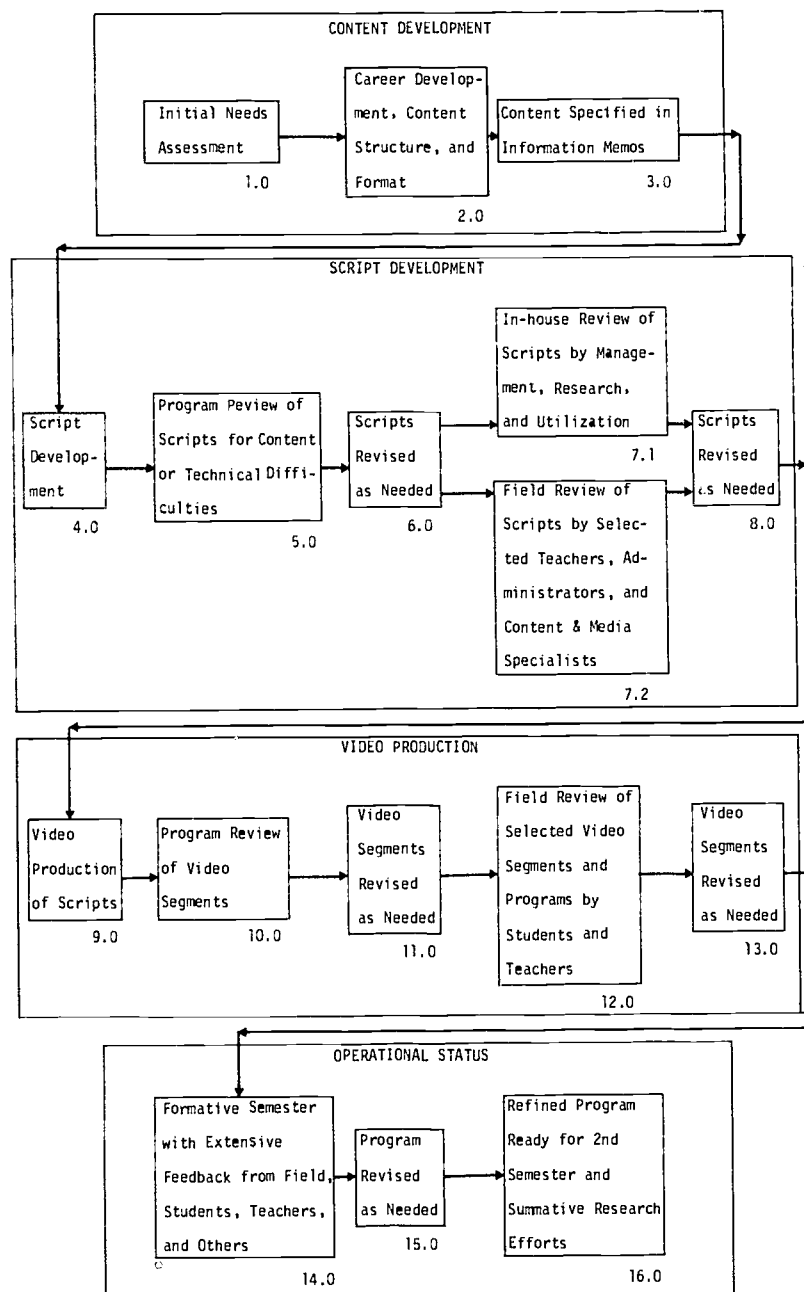 CONTENT DEVELOPMENT
Initial Needs
Assessment
1.0
Career Develop-
ment, Content
Structure, and
Format
2.0
Content Specified in
Information Memos
3.0
SCRIPT DEVELOPMENT
Script
Develop-
ment
4.0
Program Peview of
Scripts for Content
or Technical Diffi-
culties
5.0
Scripts
Revised
as Needed
6.0
In-house Review of
Scripts by Manage-
ment, Research,
and Utilization
7.1
Field Review of
Scripts by Selec-
ted Teachers, Ad-
ministrators, and
Content & Media
Specialists
7.2
Scripts
Revised
as Needed
8.0
VIDEO PRODUCTION
Video
Production
of Scripts
9.0
Program Review
of Video
Segments
10.0
Video
Segments
Revised
as Needed
11.0
Field Review of
Selected Video
Segments and
Programs by
Students and
Teachers
12.0
Video
Segments
Revised
as Needed
13.0
OPERATIONAL STATUS
Formative Semester
with Extensive
Feedback from Field,
Students, Teachers,
and Others
14.0
Program
Revised
as Needed
15.0
Refined Program
Ready for 2nd
Semester and
Summative Research
Efforts
16.0